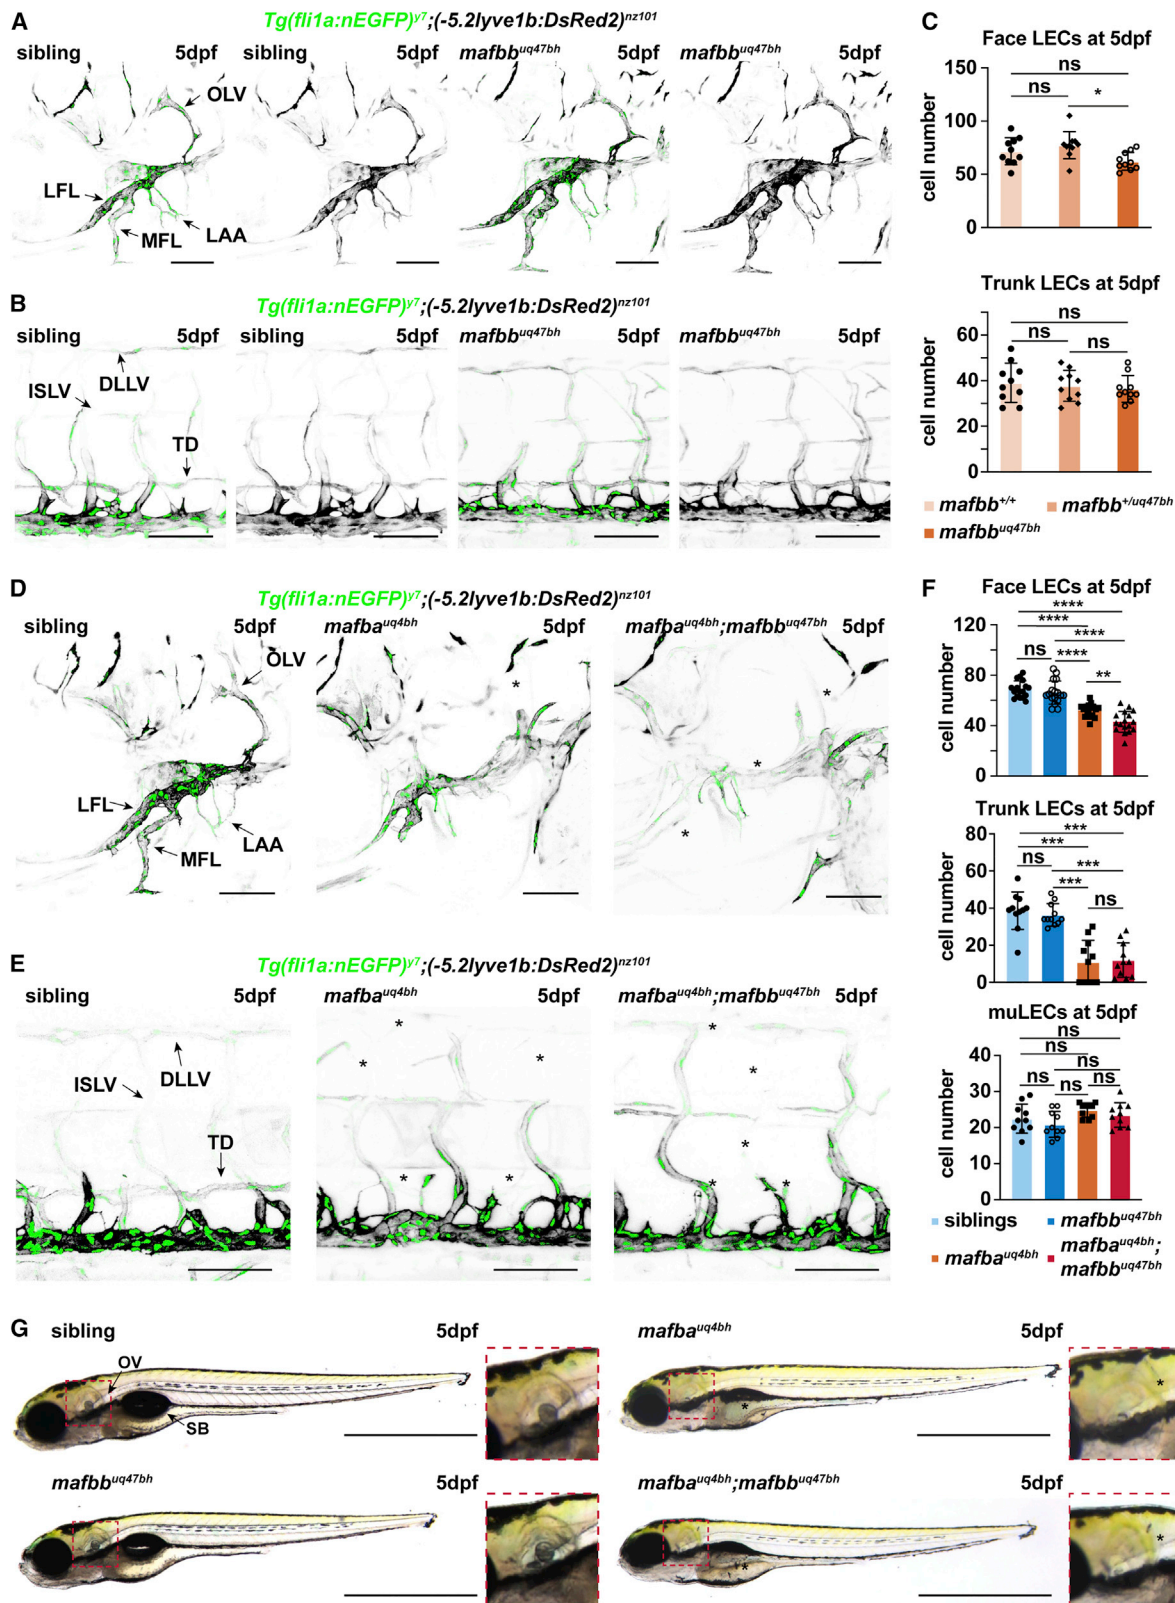 A
Tg(fli1a:nEGFP)y7;(-5.2lyve1b:DsRed2)nz101
sibling 5dpf sibling 5dpf mafbbuq47bh 5dpf mafbbuq47bh 5dpf
OLV
LFL
MFL
LAA
B
Tg(fli1a:nEGFP)y7;(-5.2lyve1b:DsRed2)nz101
sibling 5dpf sibling 5dpf mafbbuq47bh 5dpf mafbbuq47bh 5dpf
DLLV
ISLV
TD
C
Face LECs at 5dpf
ns
ns *
cell number
150
100
50
0
Trunk LECs at 5dpf
ns
ns ns
cell number
60
40
20
0
mafbb+/+ mafbb+/uq47bh
mafbbuq47bh
D
Tg(fli1a:nEGFP)y7;(-5.2lyve1b:DsRed2)nz101
sibling 5dpf mafbauq4bh 5dpf mafbauq4bh;mafbbuq47bh 5dpf
OLV
LFL
MFL
LAA
*
*
*
*
E
Tg(fli1a:nEGFP)y7;(-5.2lyve1b:DsRed2)nz101
sibling 5dpf mafbauq4bh 5dpf mafbauq4bh;mafbbuq47bh 5dpf
DLLV
ISLV
TD
* * *
* *
* * *
* *
F
Face LECs at 5dpf
****
****
****
ns ****
**
cell number
120
80
40
0
Trunk LECs at 5dpf
***
***
ns ***
***
ns
cell number
80
60
40
20
0
muLECs at 5dpf
ns
ns
ns
ns ns ns
cell number
40
30
20
10
0
siblings mafbbuq47bh
mafbauq4bh mafbauq4bh;
mafbbuq47bh
G
sibling 5dpf mafbauq4bh 5dpf
OV
SB
*
*
mafbbuq47bh 5dpf mafbauq4bh;mafbbuq47bh 5dpf
**
*